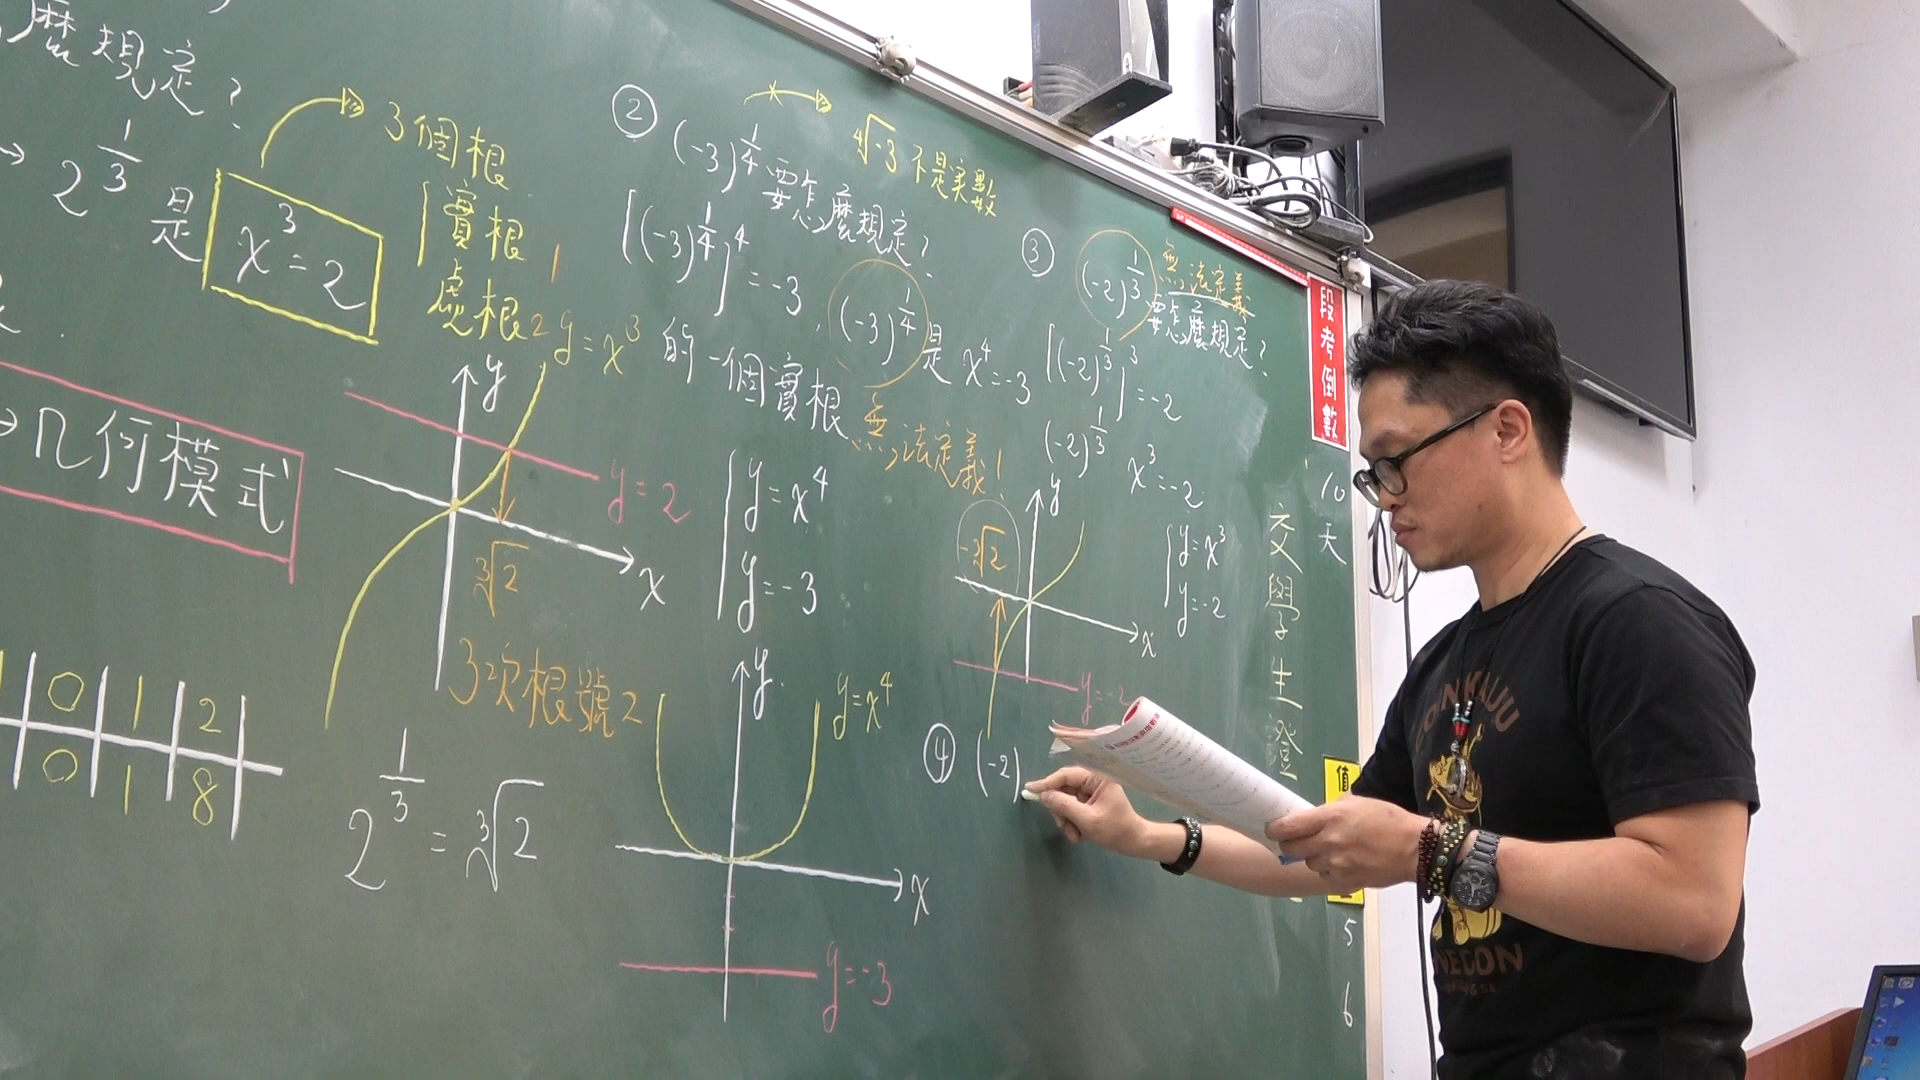 麼規定?
→ 2^{1/3} 是 x³=2
3個根
實根 1
虛根 2
→ 几何模式
y=x³
y
y=2
x
∛2
3次根號2
0 1 2
0 1 8
2^{1/3} = ∛2
② (-3)^{1/4} 要怎麼規定?
∜-3 不是實數
[(-3)^{1/4}]^4 = -3,
(-3)^{1/4} 是 x⁴=-3
的一個實根
無法定義!
y=x⁴
y=-3
y
y=x⁴
x
y=-3
③ (-2)^{1/3} 要怎麼規定?
無法定義
[(-2)^{1/3}]³ = -2
(-2)^{1/3}
x³=-2
y=x³
y=-2
y
-∛2
x
y=-2
④ (-2)
段考倒數
10
天
交學生證
值
5
6